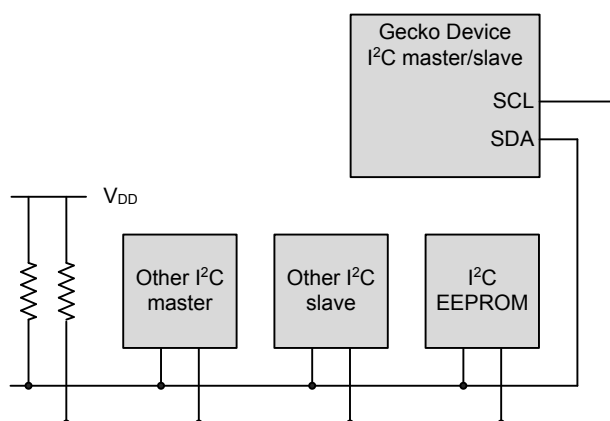 Gecko Device
I²C master/slave
SCL
SDA
VDD
Other I²C
master
Other I²C
slave
I²C
EEPROM